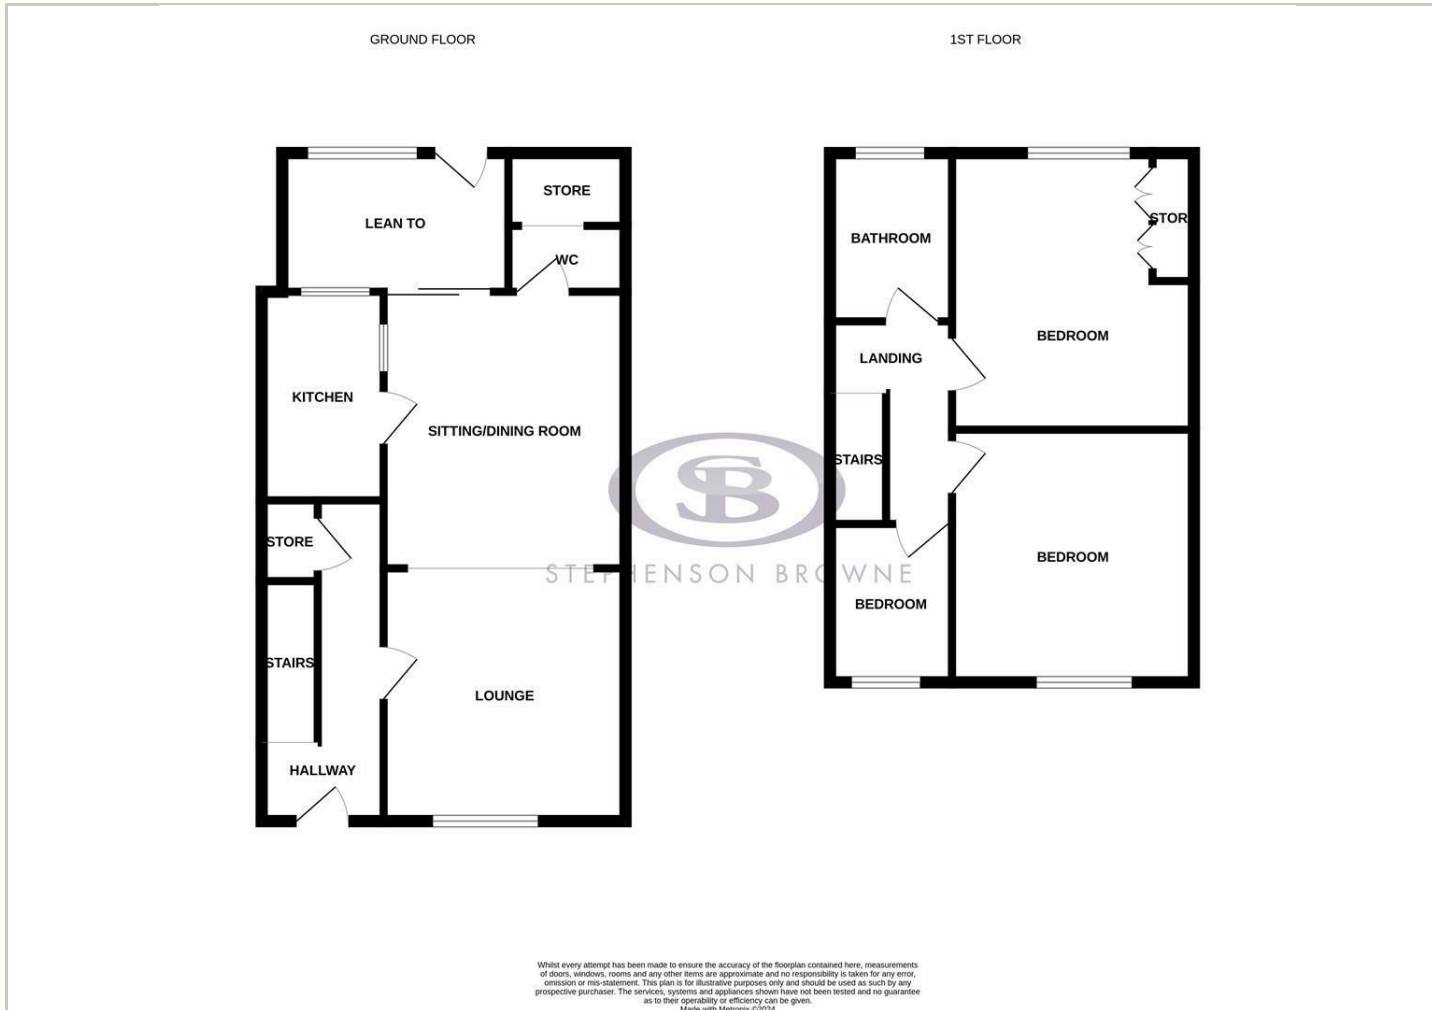 GROUND FLOOR
1ST FLOOR
STORE
LEAN TO
WC
KITCHEN
SITTING/DINING ROOM
STORE
STAIRS
LOUNGE
HALLWAY
BATHROOM
STOR
BEDROOM
LANDING
STAIRS
BEDROOM
BEDROOM
SB
STEPHENSON BROWNE
Whilst every attempt has been made to ensure the accuracy of the floorplan contained here, measurements
of doors, windows, rooms and any other items are approximate and no responsibility is taken for any error,
omission or mis-statement. This plan is for illustrative purposes only and should be used as such by any
prospective purchaser. The services, systems and appliances shown have not been tested and no guarantee
as to their operability or efficiency can be given.
Made with Metropix ©2024